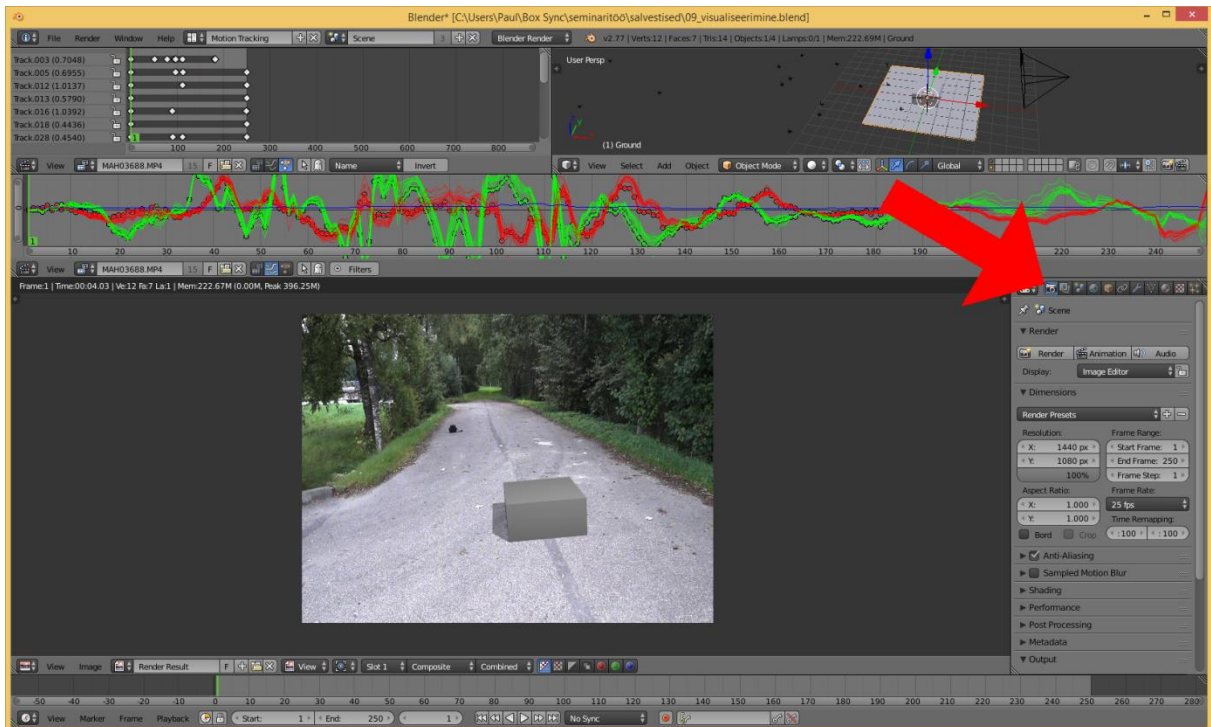 Blender* [C:\Users\Paul\Box Sync\seminaritöö\salvestised\09_visualiseerimine.blend]
File Render Window Help Motion Tracking Scene 3 Blender Render v2.77 | Verts:12 | Faces:7 | Tris:14 | Objects:1/4 | Lamps:0/1 | Mem:222.69M | Ground
Track.003 (0.7048)
Track.005 (0.6955)
Track.012 (1.0137)
Track.013 (0.5790)
Track.016 (1.0392)
Track.018 (0.4436)
Track.028 (0.4540)
1 100 200 300 400 500 600 700 800
User Persp
(1) Ground
View MAH03688.MP4 15 F Name Invert
View Select Add Object Object Mode Global
1
10 20 30 40 50 60 70 80 90 100 110 120 130 140 150 160 170 180 190 220 230 240
View MAH03688.MP4 15 F Filters
Frame:1 | Time:00:04.03 | Ve:12 Fa:7 La:1 | Mem:222.67M (0.00M, Peak 396.25M)
Scene
Render
Render Animation Audio
Display: Image Editor
Dimensions
Render Presets
Resolution: Frame Range:
X: 1440 px Start Frame: 1
Y: 1080 px End Frame: 250
100% Frame Step: 1
Aspect Ratio: Frame Rate:
X: 1.000 25 fps
Y: 1.000 Time Remapping:
Bord Crop :100 :100
Anti-Aliasing
Sampled Motion Blur
Shading
Performance
Post Processing
Metadata
Output
View Image Render Result F View Slot 1 Composite Combined
-50 -40 -30 -20 -10 0 10 20 30 40 50 60 70 80 90 100 110 120 130 140 150 160 170 180 190 200 210 220 230 240 250 260 270 280
View Marker Frame Playback Start: 1 End: 250 1 No Sync